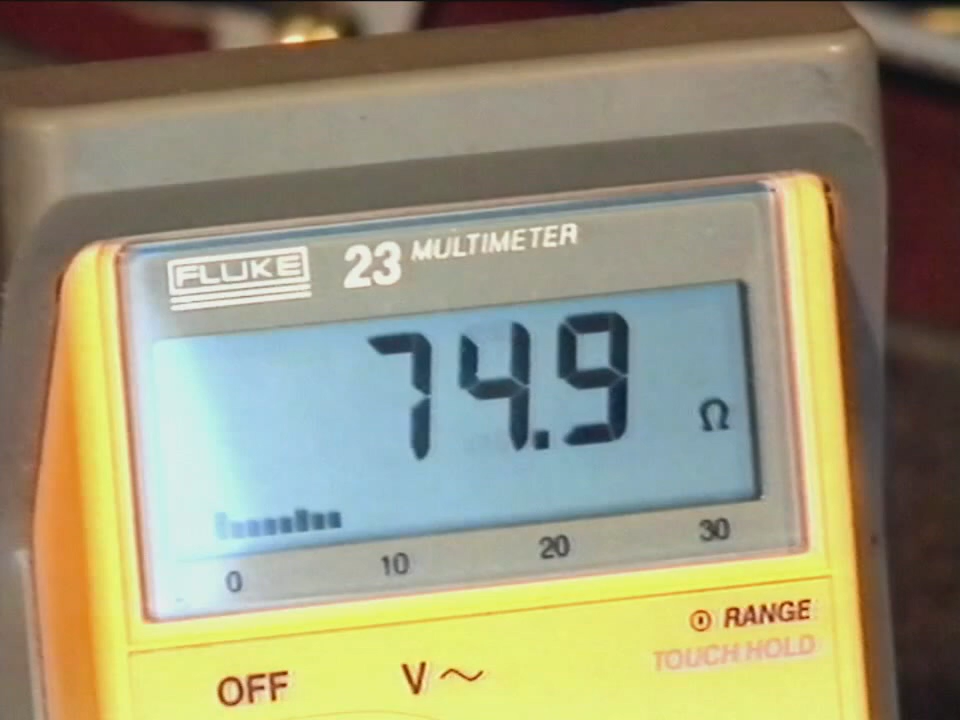 FLUKE 23 MULTIMETER
74.9 Ω
0 10 20 30
RANGE
TOUCH HOLD
OFF V~